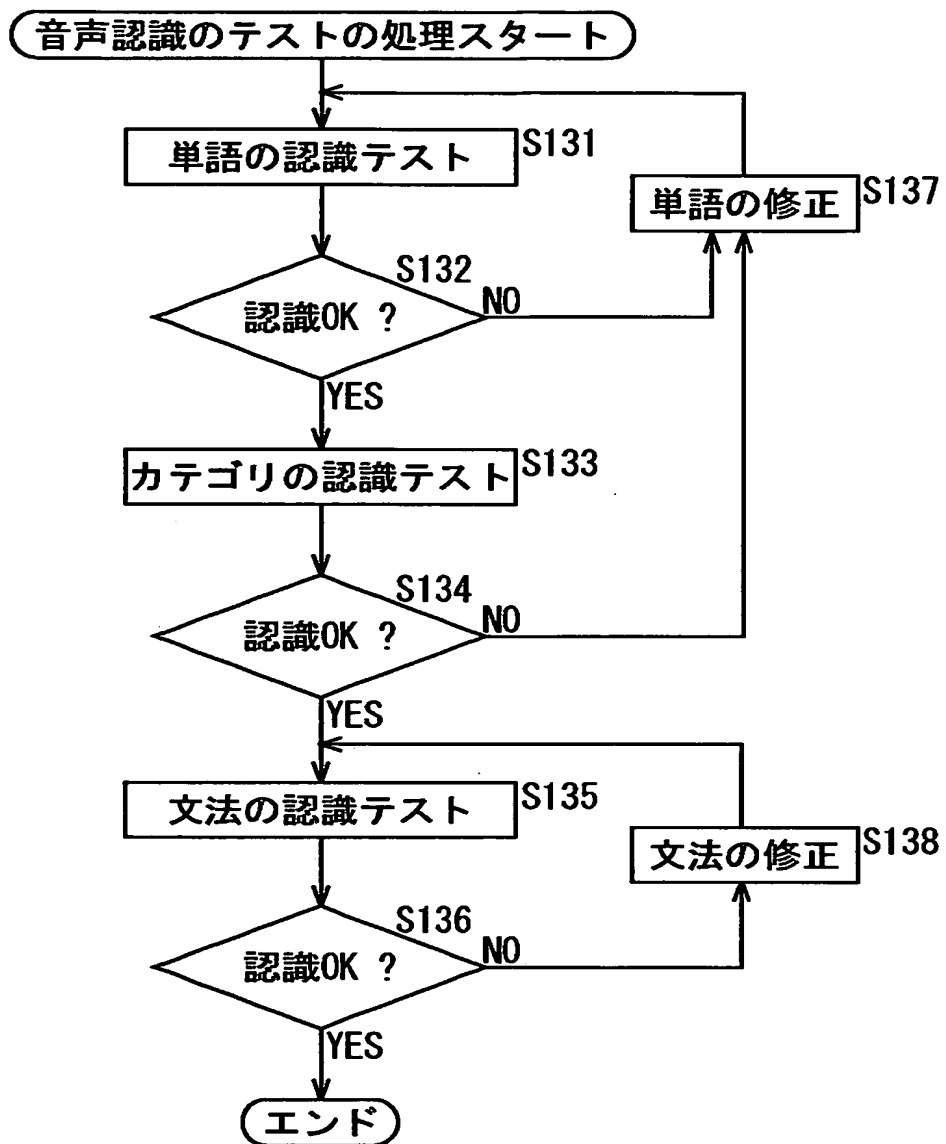 音声認識のテストの処理スタート
単語の認識テスト
S131
単語の修正
S137
S132
認識OK ?
NO
YES
カテゴリの認識テスト
S133
S134
認識OK ?
NO
YES
文法の認識テスト
S135
文法の修正
S138
S136
認識OK ?
NO
YES
エンド